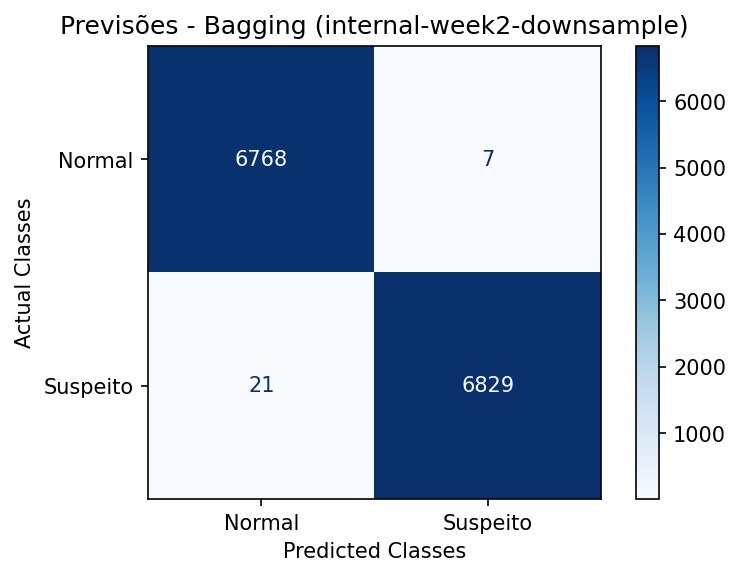 Previsões - Bagging (internal-week2-downsample)
Actual Classes
Normal
Suspeito
6768
7
21
6829
Normal
Suspeito
Predicted Classes
6000
5000
4000
3000
2000
1000